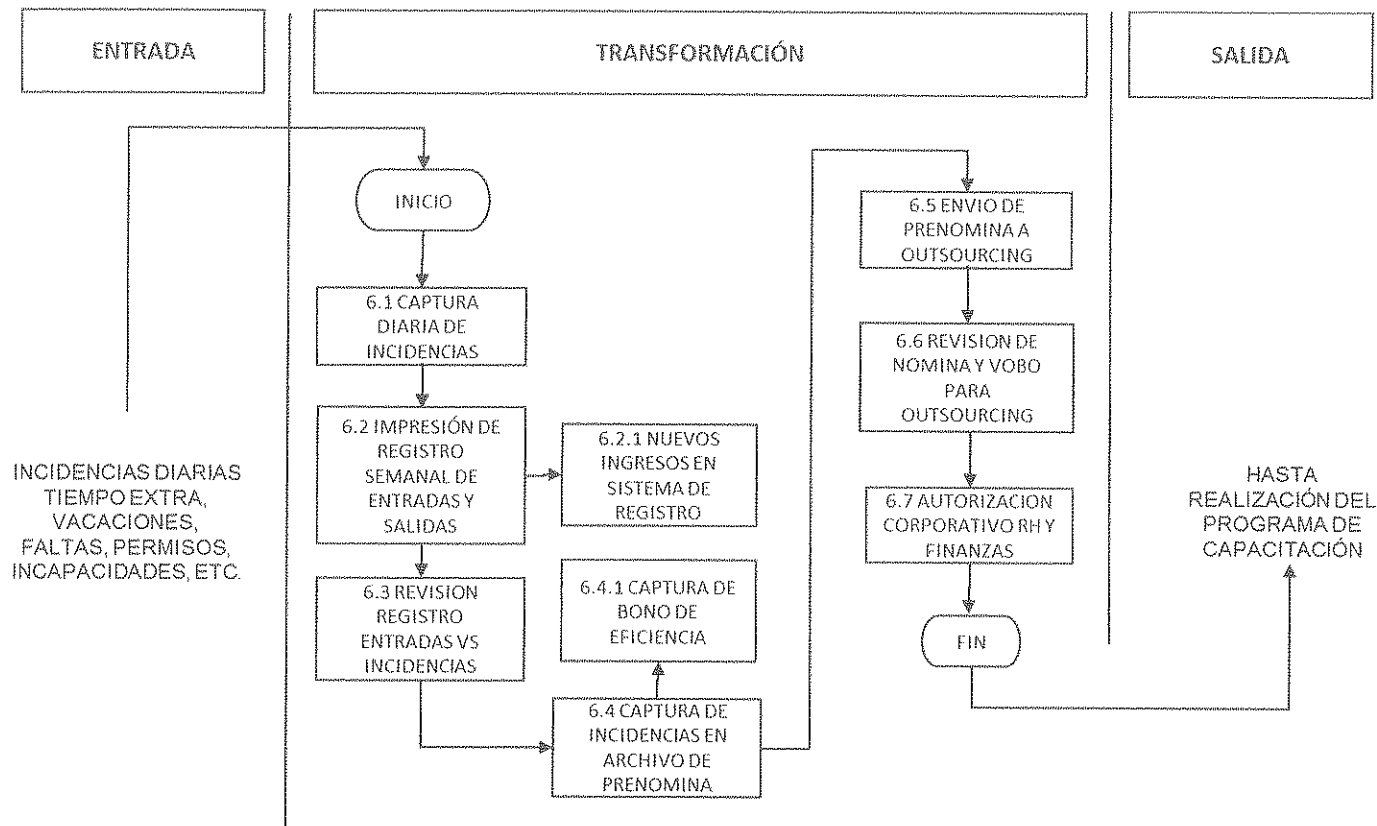 ENTRADA
TRANSFORMACIÓN
SALIDA
INCIDENCIAS DIARIAS
TIEMPO EXTRA,
VACACIONES,
FALTAS, PERMISOS,
INCAPACIDADES, ETC.
INICIO
6.1 CAPTURA
DIARIA DE
INCIDENCIAS
6.2 IMPRESIÓN DE
REGISTRO
SEMANAL DE
ENTRADAS Y
SALIDAS
6.2.1 NUEVOS
INGRESOS EN
SISTEMA DE
REGISTRO
6.3 REVISION
REGISTRO
ENTRADAS VS
INCIDENCIAS
6.4.1 CAPTURA DE
BONO DE
EFICIENCIA
6.4 CAPTURA DE
INCIDENCIAS EN
ARCHIVO DE
PRENOMINA
6.5 ENVIO DE
PRENOMINA A
OUTSOURCING
6.6 REVISION DE
NOMINA Y VOBO
PARA
OUTSOURCING
6.7 AUTORIZACION
CORPORATIVO RH Y
FINANZAS
FIN
HASTA
REALIZACIÓN DEL
PROGRAMA DE
CAPACITACIÓN